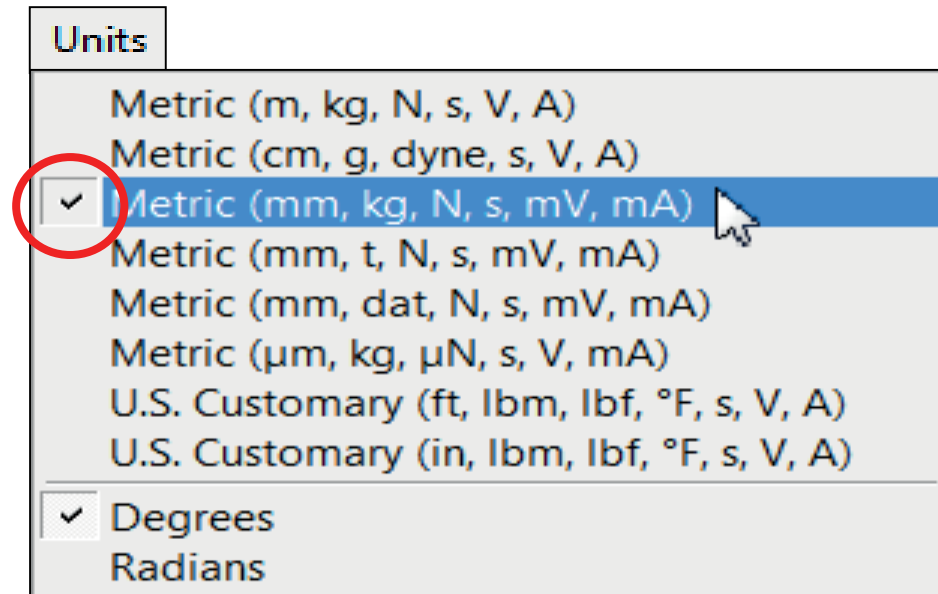 Units
Metric (m, kg, N, s, V, A)
Metric (cm, g, dyne, s, V, A)
Metric (mm, kg, N, s, mV, mA)
Metric (mm, t, N, s, mV, mA)
Metric (mm, dat, N, s, mV, mA)
Metric (µm, kg, µN, s, V, mA)
U.S. Customary (ft, lbm, lbf, °F, s, V, A)
U.S. Customary (in, lbm, lbf, °F, s, V, A)
Degrees
Radians